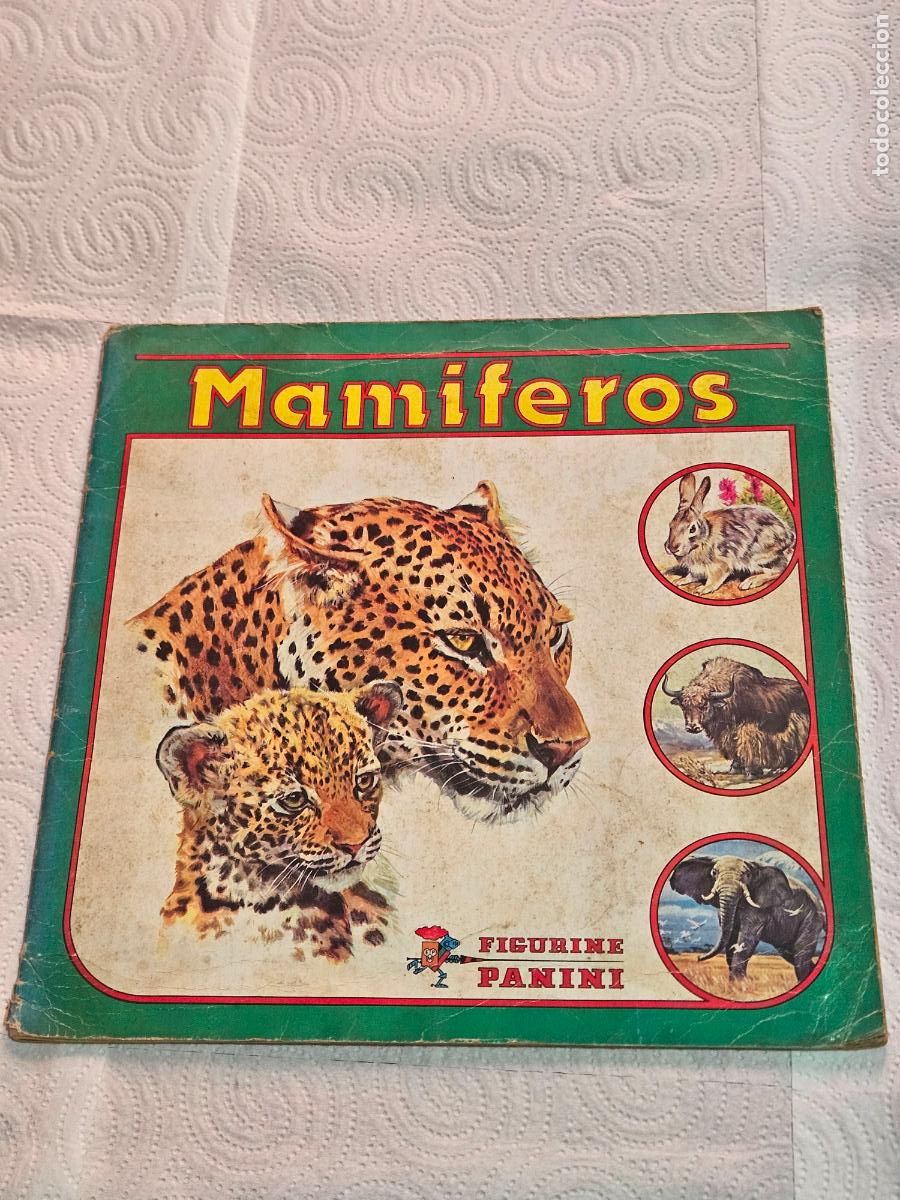 todocoleccion
Mamiferos
FIGURINE
PANINI